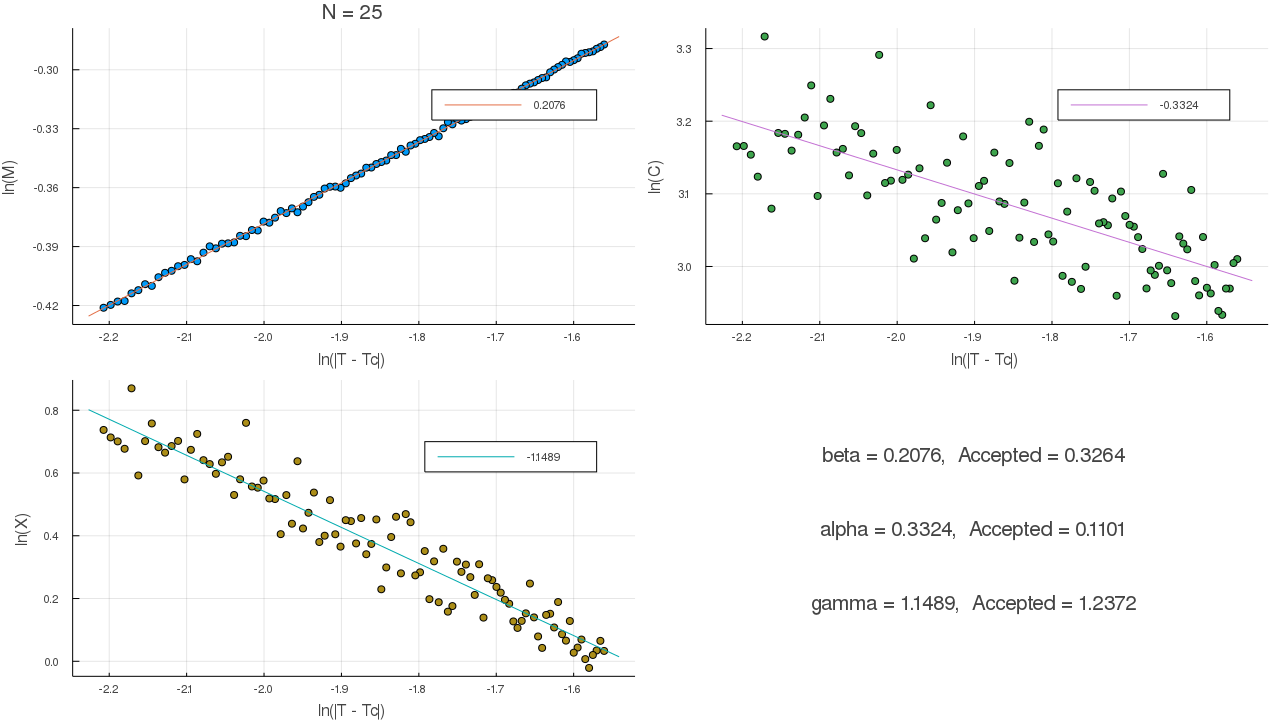 N = 25
ln(M)
-0.30
-0.33
-0.36
-0.39
-0.42
0.2076
-2.2 -2.1 -2.0 -1.9 -1.8 -1.7 -1.6
ln(|T - Tc|)
ln(C)
3.3
3.2
3.1
3.0
-0.3324
-2.2 -2.1 -2.0 -1.9 -1.8 -1.7 -1.6
ln(|T - Tc|)
ln(X)
0.8
0.6
0.4
0.2
0.0
-1.1489
-2.2 -2.1 -2.0 -1.9 -1.8 -1.7 -1.6
ln(|T - Tc|)
beta = 0.2076, Accepted = 0.3264
alpha = 0.3324, Accepted = 0.1101
gamma = 1.1489, Accepted = 1.2372